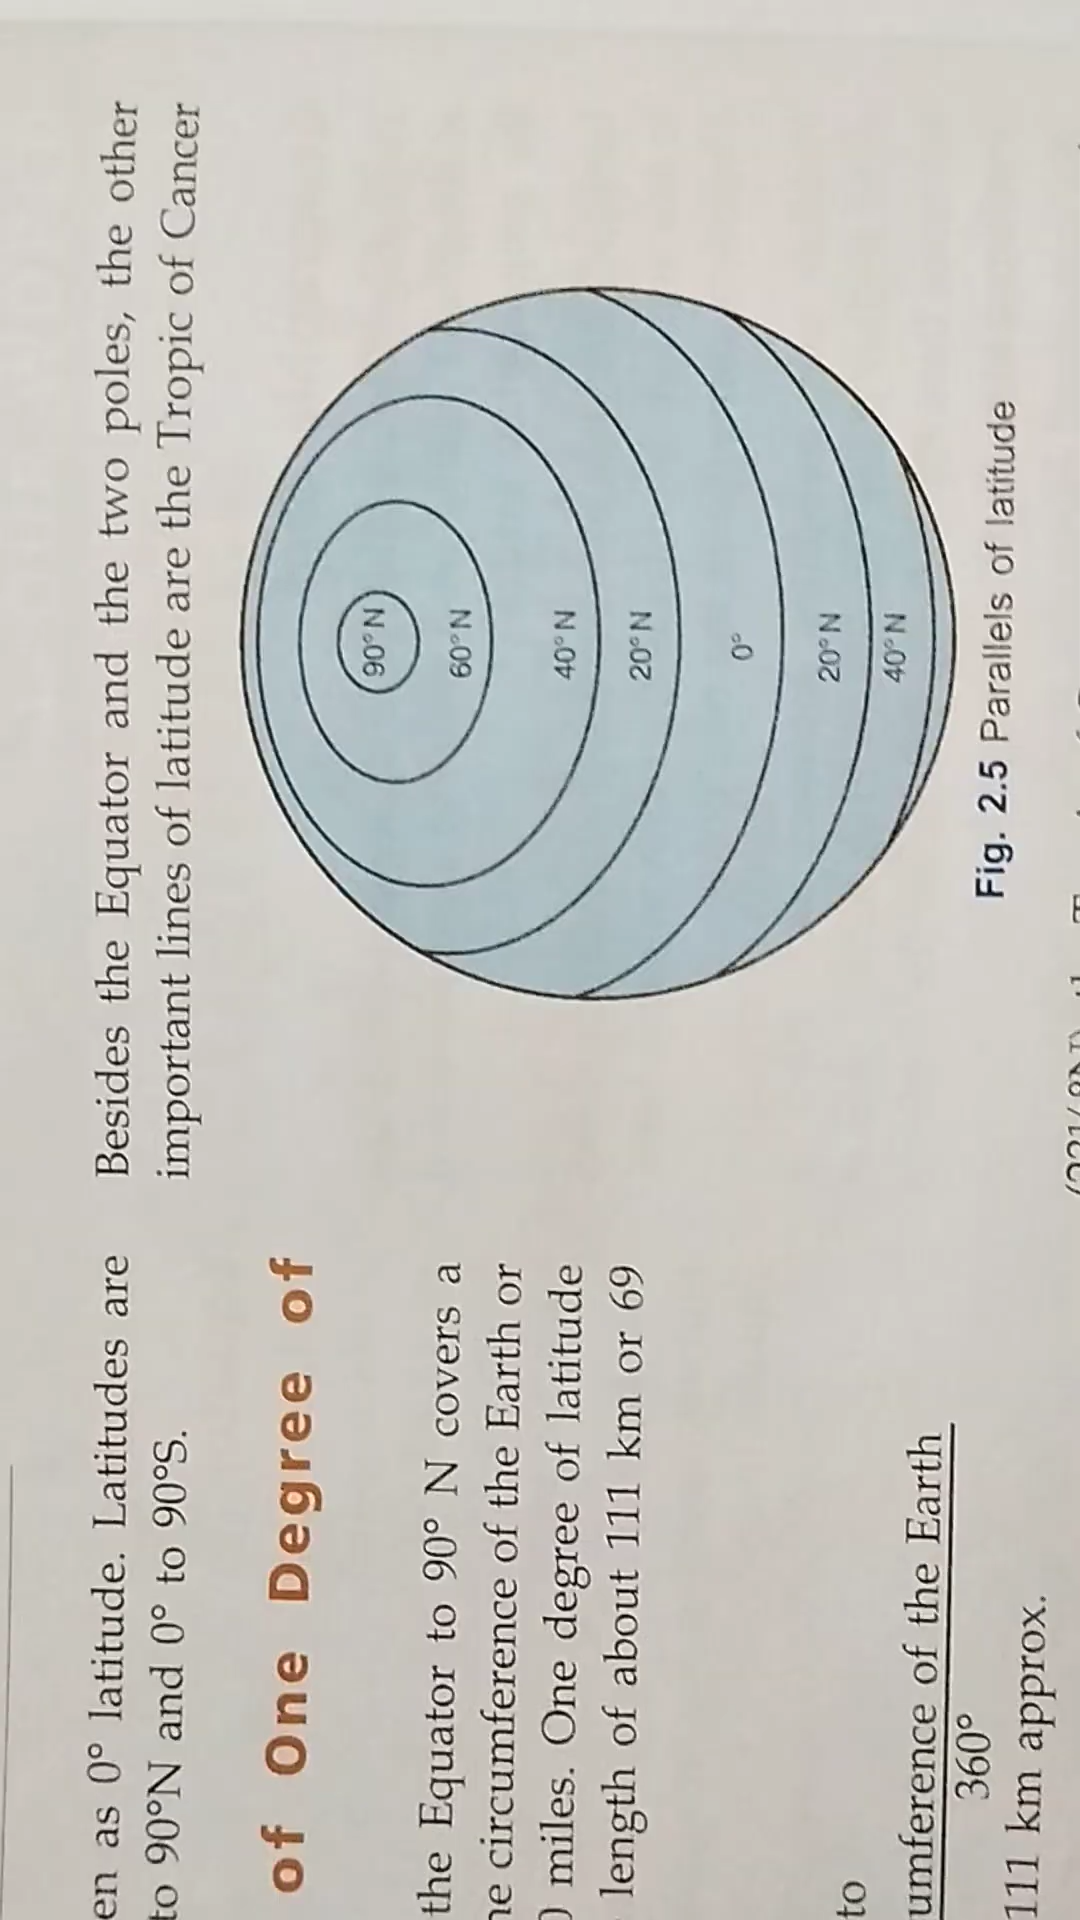 en as 0° latitude. Latitudes are
to 90°N and 0° to 90°S.
of One Degree of
the Equator to 90° N covers a
circumference of the Earth or
miles. One degree of latitude
length of about 111 km or 69
to
umference of the Earth
360°
111 km approx.
Besides the Equator and the two poles, the other
important lines of latitude are the Tropic of Cancer
90°N
60°N
40°N
20°N
0°
20°N
40°N
Fig. 2.5 Parallels of latitude